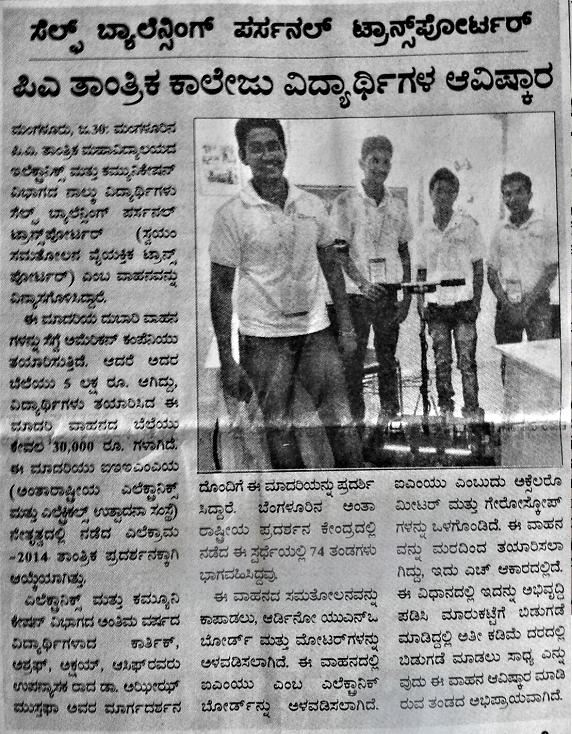 ಸೆಲ್ಫ್ ಬ್ಯಾಲೆನ್ಸಿಂಗ್ ಪರ್ಸನಲ್ ಟ್ರಾನ್ಸ್‌ಪೋರ್ಟರ್
ಪಿಎ ತಾಂತ್ರಿಕ ಕಾಲೇಜು ವಿದ್ಯಾರ್ಥಿಗಳ ಆವಿಷ್ಕಾರ
ಮಂಗಳೂರು, ಜ.30: ಮಂಗಳೂರಿನ
ಪಿ.ಎ. ತಾಂತ್ರಿಕ ಮಹಾವಿದ್ಯಾಲಯದ
ಇಲೆಕ್ಟ್ರಾನಿಕ್ಸ್ ಮತ್ತು ಕಮ್ಯುನಿಕೇಷನ್
ವಿಭಾಗದ ನಾಲ್ಕು ವಿದ್ಯಾರ್ಥಿಗಳು
ಸೆಲ್ಫ್ ಬ್ಯಾಲೆನ್ಸಿಂಗ್ ಪರ್ಸನಲ್
ಟ್ರಾನ್ಸ್‌ಪೋರ್ಟರ್ (ಸ್ವಯಂ
ಸಮತೋಲನ ವೈಯಕ್ತಿಕ ಟ್ರಾನ್ಸ್
ಪೋರ್ಟರ್) ಎಂಬ ವಾಹನವನ್ನು
ವಿನ್ಯಾಸಗೊಳಿಸಿದ್ದಾರೆ.
ಈ ಮಾದರಿಯ ದುಬಾರಿ ವಾಹನ
ಗಳನ್ನು ಸೆಗ್ವೆ ಅಮೆರಿಕನ್ ಕಂಪೆನಿಯು
ತಯಾರಿಸುತ್ತಿದೆ. ಆದರೆ ಅದರ
ಬೆಲೆಯು 5 ಲಕ್ಷ ರೂ. ಆಗಿದ್ದು,
ವಿದ್ಯಾರ್ಥಿಗಳು ತಯಾರಿಸಿದ ಈ
ಮಾದರಿ ವಾಹನದ ಬೆಲೆಯು
ಕೇವಲ 30,000 ರೂ. ಗಳಾಗಿದೆ.
ಈ ಮಾದರಿಯು ಐಇಇಎಂಎಯ
(ಅಂತಾರಾಷ್ಟ್ರೀಯ ಎಲೆಕ್ಟ್ರಾನಿಕ್ಸ್
ಮತ್ತು ಎಲೆಕ್ಟ್ರಿಕಲ್ಸ್ ಉತ್ಪಾದನಾ ಸಂಸ್ಥೆ)
ನೇತೃತ್ವದಲ್ಲಿ ನಡೆದ ಎಲೆಕ್ರಾಮ
-2014 ತಾಂತ್ರಿಕ ಪ್ರದರ್ಶನಕ್ಕಾಗಿ
ಆಯ್ಕೆಯಾಗಿತ್ತು.
ಎಲೆಕ್ಟ್ರಾನಿಕ್ಸ್ ಮತ್ತು ಕಮ್ಯೂನಿ
ಕೇಷನ್ ವಿಭಾಗದ ಅಂತಿಮ ವರ್ಷದ
ವಿದ್ಯಾರ್ಥಿಗಳಾದ ಕಾರ್ತಿಕ್,
ಅಶ್ರಫ್, ಅಕ್ಷಯ್, ಆಸಿಫ್‌ರವರು
ಉಪನ್ಯಾಸಕ ರಾದ ಡಾ. ಅಝೀಝ್
ಮುಸ್ತಫಾ ಅವರ ಮಾರ್ಗದರ್ಶನ
ದೊಂದಿಗೆ ಈ ಮಾದರಿಯನ್ನು ಪ್ರದರ್ಶಿ
ಸಿದ್ದಾರೆ. ಬೆಂಗಳೂರಿನ ಅಂತಾ
ರಾಷ್ಟ್ರೀಯ ಪ್ರದರ್ಶನ ಕೇಂದ್ರದಲ್ಲಿ
ನಡೆದ ಈ ಸ್ಪರ್ಧೆಯಲ್ಲಿ 74 ತಂಡಗಳು
ಭಾಗವಹಿಸಿದ್ದವು.
ಈ ವಾಹನದ ಸಮತೋಲನವನ್ನು
ಕಾಪಾಡಲು, ಆರ್ಡಿನೋ ಯುಎನ್ಒ
ಬೋರ್ಡ್ ಮತ್ತು ಮೋಟರ್‌ಗಳನ್ನು
ಅಳವಡಿಸಲಾಗಿದೆ. ಈ ವಾಹನದಲ್ಲಿ
ಐಎಂಯು ಎಂಬ ಎಲೆಕ್ಟ್ರಾನಿಕ್
ಬೋರ್ಡ್‌ನ್ನು ಅಳವಡಿಸಲಾಗಿದೆ.
ಐಎಂಯು ಎಂಬುದು ಆಕ್ಸೆಲರೊ
ಮೀಟರ್ ಮತ್ತು ಗೇರೋಸ್ಕೋಪ್
ಗಳನ್ನು ಒಳಗೊಂಡಿದೆ. ಈ ವಾಹನ
ವನ್ನು ಮರದಿಂದ ತಯಾರಿಸಲಾ
ಗಿದ್ದು, ಇದು ಎಚ್ ಆಕಾರದಲ್ಲಿದೆ.
ಈ ವಿಧಾನದಲ್ಲಿ ಇದನ್ನು ಅಭಿವೃದ್ಧಿ
ಪಡಿಸಿ ಮಾರುಕಟ್ಟೆಗೆ ಬಿಡುಗಡೆ
ಮಾಡಿದ್ದಲ್ಲಿ ಅತೀ ಕಡಿಮೆ ದರದಲ್ಲಿ
ಬಿಡುಗಡೆ ಮಾಡಲು ಸಾಧ್ಯ ಎನ್ನು
ವುದು ಈ ವಾಹನ ಆವಿಷ್ಕಾರ ಮಾಡಿ
ರುವ ತಂಡದ ಅಭಿಪ್ರಾಯವಾಗಿದೆ.